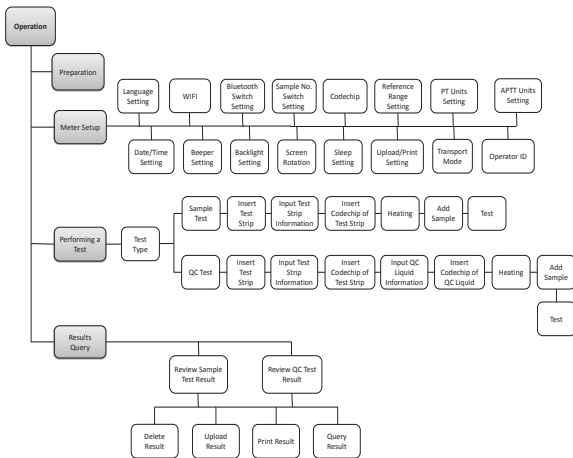 Operation
Preparation
Language
Setting
WIFI
Bluetooth
Switch
Setting
Sample No.
Switch
Setting
Codechip
Reference
Range
Setting
PT Units
Setting
APTT Units
Setting
Meter Setup
Date/Time
Setting
Beeper
Setting
Backlight
Setting
Screen
Rotation
Sleep
Setting
Upload/Print
Setting
Transport
Mode
Operator ID
Performing a
Test
Test
Type
Sample
Test
Insert
Test
Strip
Input Test
Strip
Information
Insert
Codechip of
Test Strip
Heating
Add
Sample
Test
QC Test
Insert
Test
Strip
Input Test
Strip
Information
Insert
Codechip of
Test Strip
Input QC
Liquid
Information
Insert
Codechip of
QC Liquid
Heating
Add
Sample
Test
Results
Query
Review Sample
Test Result
Review QC Test
Result
Delete
Result
Upload
Result
Print Result
Query
Result